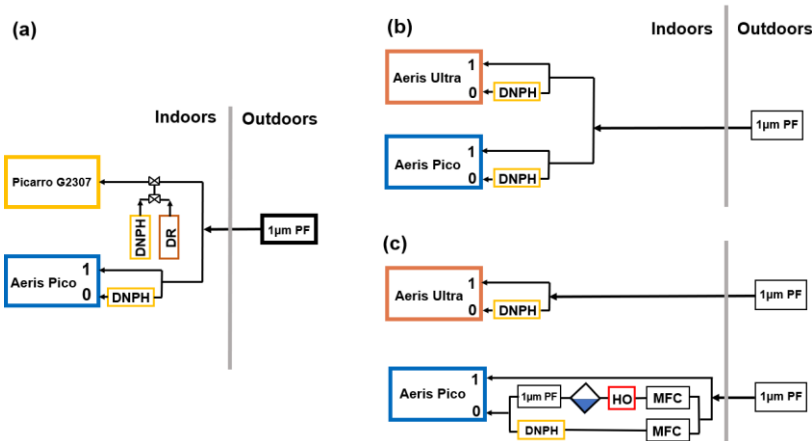 (a)
Indoors
Outdoors
Picarro G2307
DNPH
DR
1µm PF
Aeris Pico
1
0
DNPH
(b)
Indoors
Outdoors
Aeris Ultra
1
0
DNPH
1µm PF
Aeris Pico
1
0
DNPH
(c)
Aeris Ultra
1
0
DNPH
1µm PF
Aeris Pico
1
0
1µm PF
HO
MFC
DNPH
MFC
1µm PF